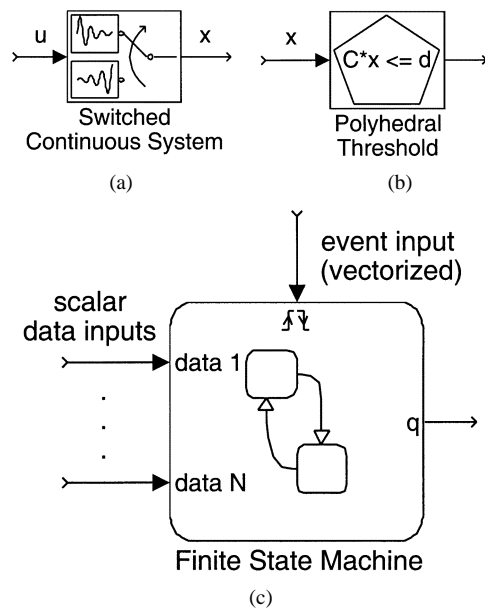 u
x
Switched
Continuous System
(a)
x
C*x <= d
Polyhedral
Threshold
(b)
event input
(vectorized)
scalar
data inputs
data 1
.
.
.
data N
q
Finite State Machine
(c)